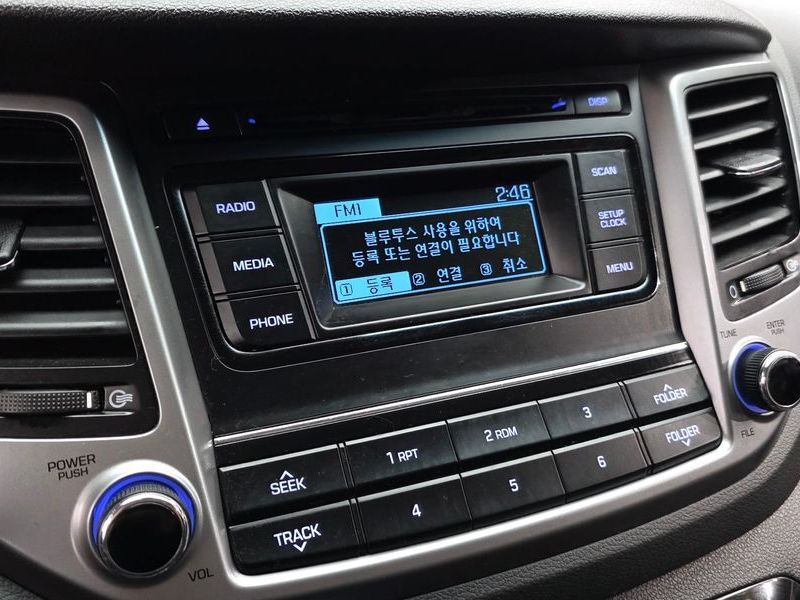 DISP
RADIO
MEDIA
PHONE
FM1 2:46
블루투스 사용을 위하여
등록 또는 연결이 필요합니다
① 등록 ② 연결 ③ 취소
SCAN
SETUP
CLOCK
MENU
TUNE
ENTER
PUSH
FILE
POWER
PUSH
VOL
SEEK
1 RPT
2 RDM
3
FOLDER
TRACK
4
5
6
FOLDER
0